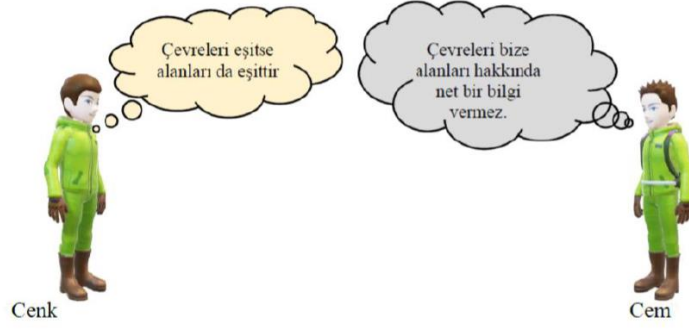 Çevreleri eşitse
alanları da eşittir
Çevreleri bize
alanları hakkında
net bir bilgi
vermez.
Cenk
Cem